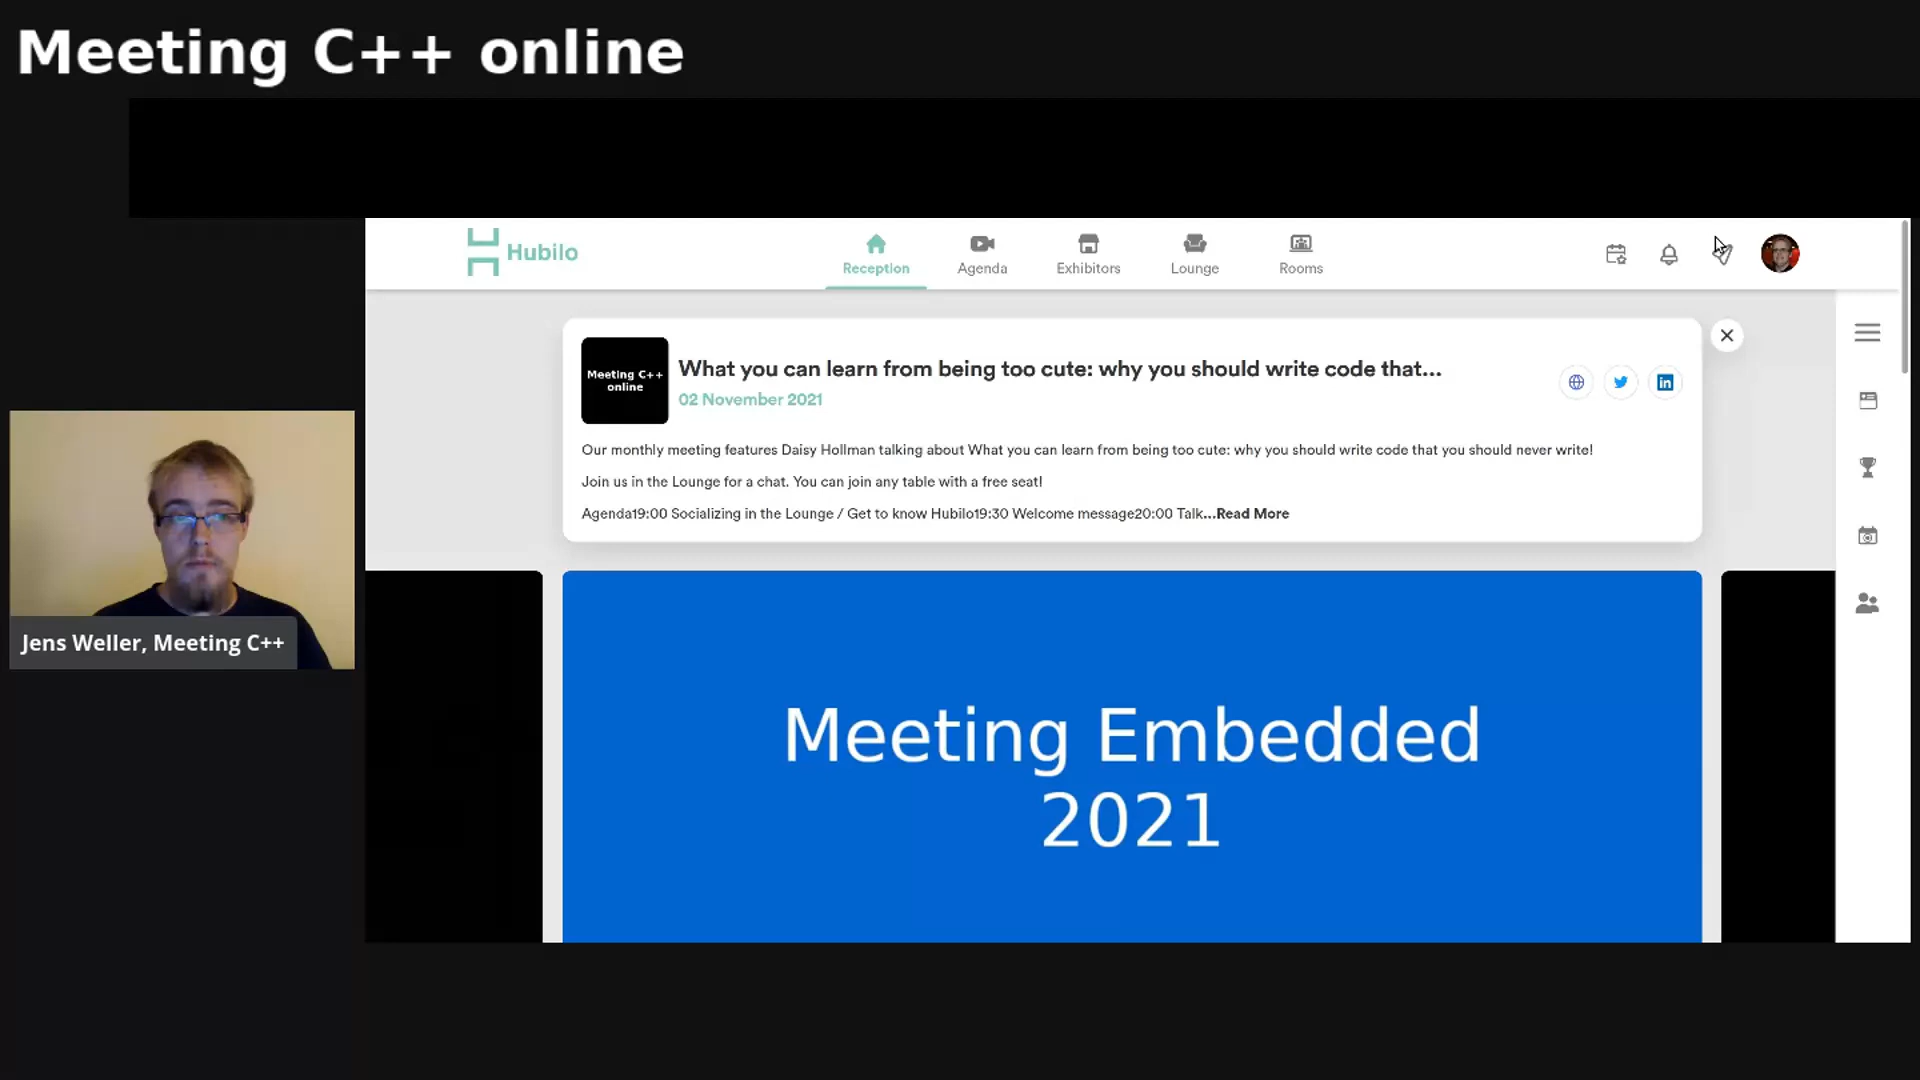 Meeting C++ online
Hubilo
Reception
Agenda
Exhibitors
Lounge
Rooms
Meeting C++
online
What you can learn from being too cute: why you should write code that...
02 November 2021
Our monthly meeting features Daisy Hollman talking about What you can learn from being too cute: why you should write code that you should never write!
Join us in the Lounge for a chat. You can join any table with a free seat!
Agenda19:00 Socializing in the Lounge / Get to know Hubilo19:30 Welcome message20:00 Talk...Read More
Jens Weller, Meeting C++
Meeting Embedded
2021